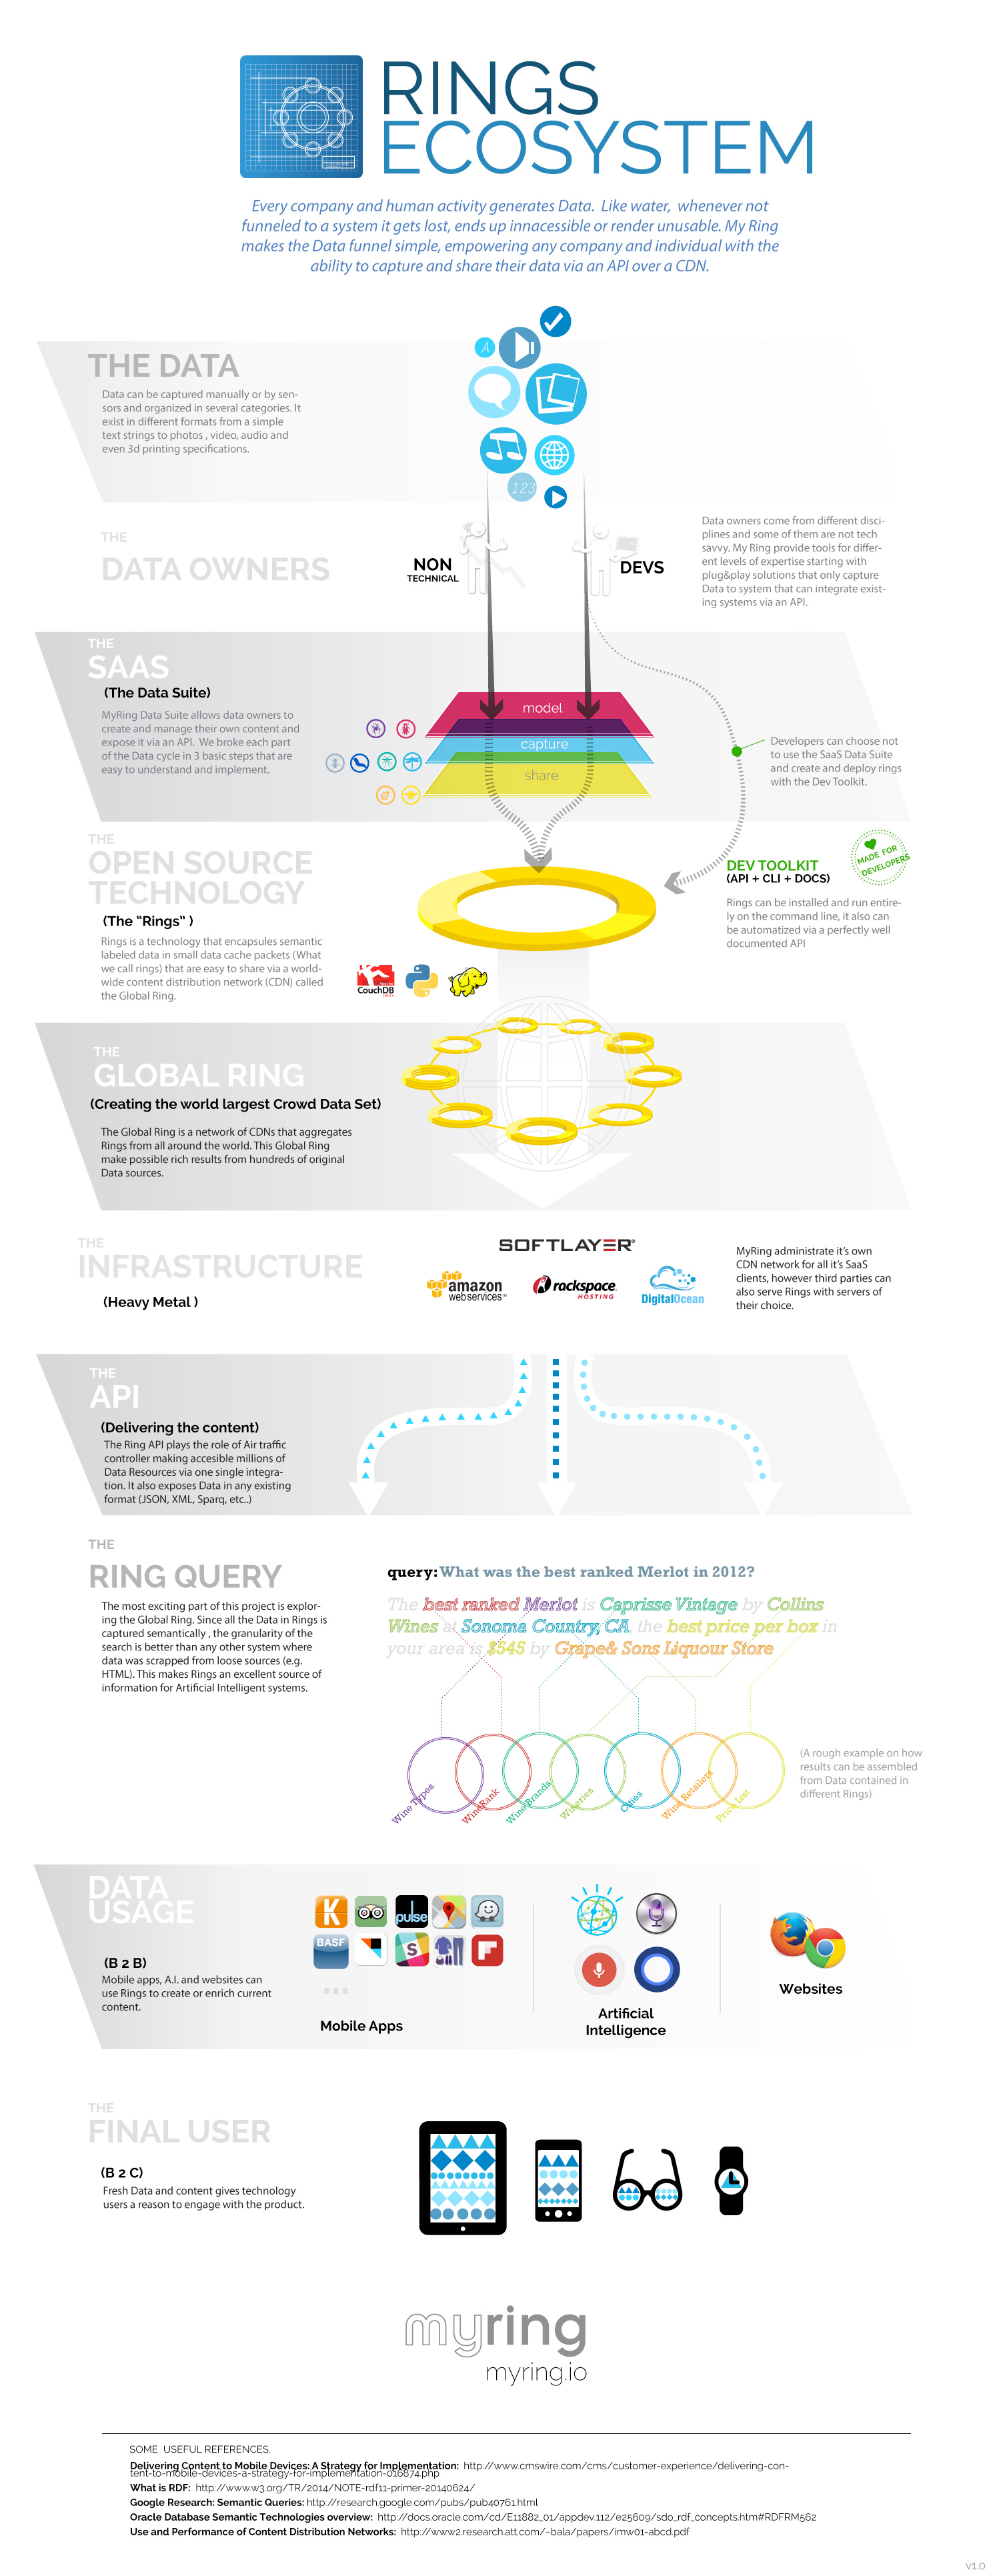 RINGS
ECOSYSTEM
Every company and human activity generates Data. Like water, whenever not
funneled to a system it gets lost, ends up innacessible or render unusable. My Ring
makes the Data funnel simple, empowering any company and individual with the
ability to capture and share their data via an API over a CDN.
THE DATA
Data can be captured manually or by sen-
sors and organized in several categories. It
exist in different formats from a simple
text strings to photos , video, audio and
even 3d printing specifications.
A
123
THE
DATA OWNERS
NON
TECHNICAL
DEVS
Data owners come from different disci-
plines and some of them are not tech
savvy. My Ring provide tools for differ-
ent levels of expertise starting with
plug&play solutions that only capture
Data to system that can integrate exist-
ing systems via an API.
THE
SAAS
(The Data Suite)
MyRing Data Suite allows data owners to
create and manage their own content and
expose it via an API. We broke each part
of the Data cycle in 3 basic steps that are
easy to understand and implement.
model
capture
share
Developers can choose not
to use the SaaS Data Suite
and create and deploy rings
with the Dev Toolkit.
THE
OPEN SOURCE
TECHNOLOGY
(The “Rings” )
Rings is a technology that encapsules semantic
labeled data in small data cache packets (What
we call rings) that are easy to share via a world-
wide content distribution network (CDN) called
the Global Ring.
CouchDB
DEV TOOLKIT
(API + CLI + DOCS)
MADE FOR
DEVELOPERS
Rings can be installed and run entire-
ly on the command line, it also can
be automatized via a perfectly well
documented API
THE
GLOBAL RING
(Creating the world largest Crowd Data Set)
The Global Ring is a network of CDNs that aggregates
Rings from all around the world. This Global Ring
make possible rich results from hundreds of original
Data sources.
THE
INFRASTRUCTURE
(Heavy Metal )
SOFTLAYER
amazon
webservices
rackspace
HOSTING
DigitalOcean
MyRing administrate it’s own
CDN network for all it’s SaaS
clients, however third parties can
also serve Rings with servers of
their choice.
THE
API
(Delivering the content)
The Ring API plays the role of Air traffic
controller making accesible millions of
Data Resources via one single integra-
tion. It also exposes Data in any existing
format (JSON, XML, Sparq, etc..)
THE
RING QUERY
The most exciting part of this project is explor-
ing the Global Ring. Since all the Data in Rings is
captured semantically , the granularity of the
search is better than any other system where
data was scrapped from loose sources (e.g.
HTML). This makes Rings an excellent source of
information for Artificial Intelligent systems.
query: What was the best ranked Merlot in 2012?
The best ranked Merlot is Caprisse Vintage by Collins
Wines at Sonoma Country, CA, the best price per box in
your area is $545 by Grape& Sons Liquour Store
Wine Types
WineRank
Wine Brands
Wineries
Cities
Wine Retailers
Price List
(A rough example on how
results can be assembled
from Data contained in
different Rings)
DATA
USAGE
(B 2 B)
Mobile apps, A.I. and websites can
use Rings to create or enrich current
content.
K
pulse
BASF
S
Mobile Apps
Artificial
Intelligence
Websites
THE
FINAL USER
(B 2 C)
Fresh Data and content gives technology
users a reason to engage with the product.
myring
myring.io
SOME USEFUL REFERENCES.
Delivering Content to Mobile Devices: A Strategy for Implementation: http://www.cmswire.com/cms/customer-experience/delivering-con-
tent-to-mobile-devices-a-strategy-for-implementation-016874.php
What is RDF: http://www.w3.org/TR/2014/NOTE-rdf11-primer-20140624/
Google Research: Semantic Queries: http://research.google.com/pubs/pub40761.html
Oracle Database Semantic Technologies overview: http://docs.oracle.com/cd/E11882_01/appdev.112/e25609/sdo_rdf_concepts.htm#RDFRM562
Use and Performance of Content Distribution Networks: http://www2.research.att.com/~bala/papers/imw01-abcd.pdf
v1.0